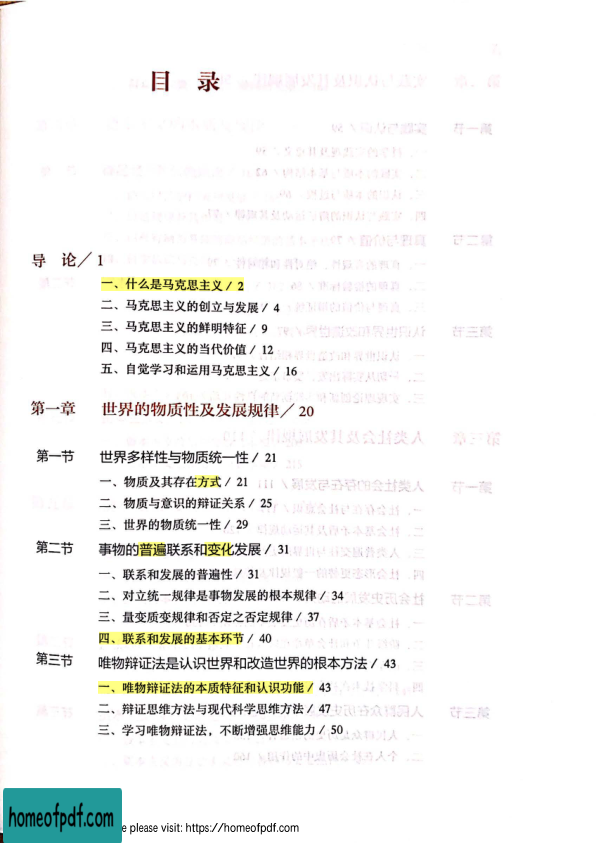 目 录
导 论／1
一、什么是马克思主义 / 2
二、马克思主义的创立与发展 / 4
三、马克思主义的鲜明特征 / 9
四、马克思主义的当代价值 / 12
五、自觉学习和运用马克思主义 / 16
第一章 世界的物质性及发展规律／20
第一节 世界多样性与物质统一性 / 21
一、物质及其存在方式 / 21
二、物质与意识的辩证关系 / 25
三、世界的物质统一性 / 29
第二节 事物的普遍联系和变化发展 / 31
一、联系和发展的普遍性 / 31
二、对立统一规律是事物发展的根本规律 / 34
三、量变质变规律和否定之否定规律 / 37
四、联系和发展的基本环节 / 40
第三节 唯物辩证法是认识世界和改造世界的根本方法 / 43
一、唯物辩证法的本质特征和认识功能 / 43
二、辩证思维方法与现代科学思维方法 / 47
三、学习唯物辩证法，不断增强思维能力 / 50
homeofpdf.com
e please visit: https://homeofpdf.com